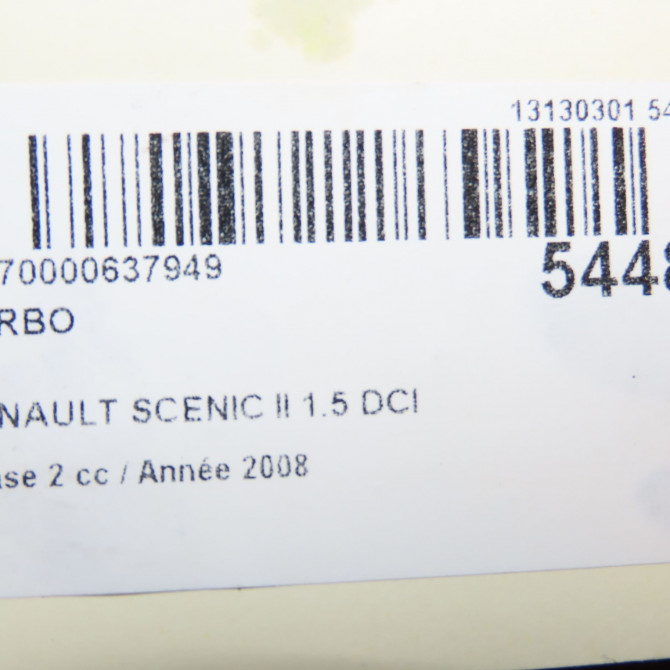 13130301 54
70000637949
5448
RBO
NAULT SCENIC II 1.5 DCI
ase 2 cc / Année 2008